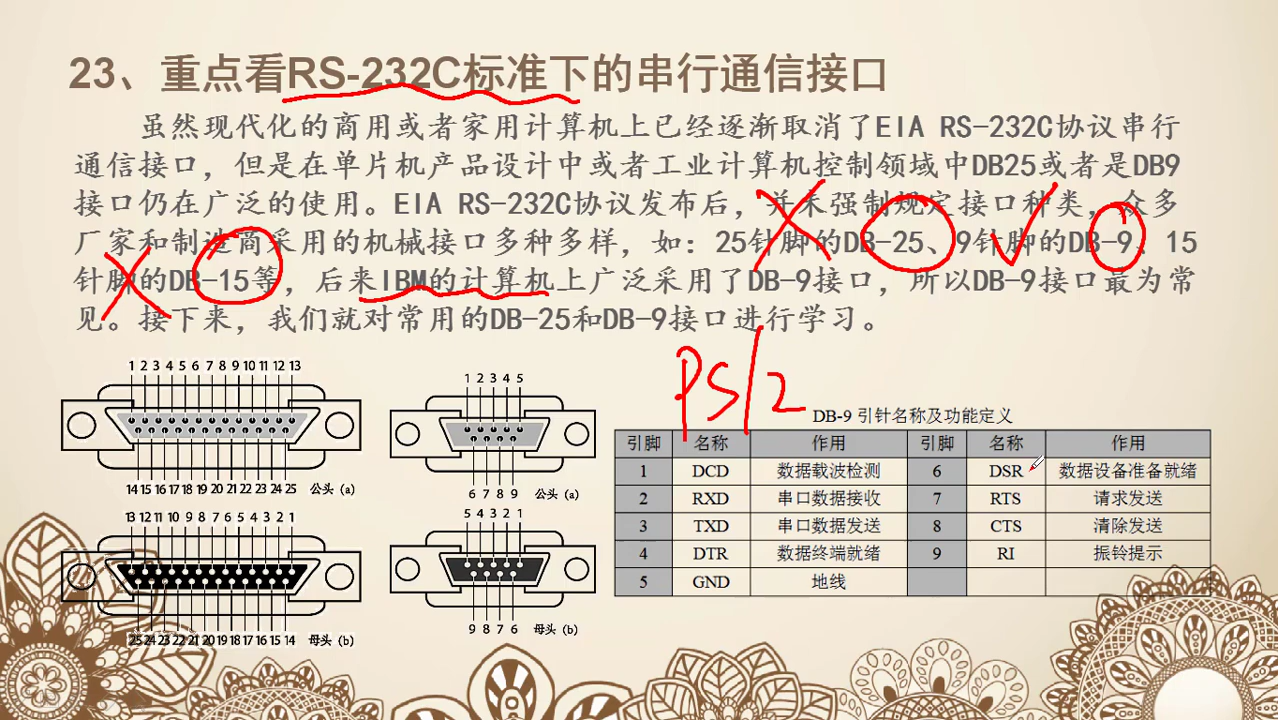 23、重点看RS-232C标准下的串行通信接口
虽然现代化的商用或者家用计算机上已经逐渐取消了EIA RS-232C协议串行
通信接口，但是在单片机产品设计中或者工业计算机控制领域中DB25或者是DB9
接口仍在广泛的使用。EIA RS-232C协议发布后，并未强制规定接口种类，众多
厂家和制造商采用的机械接口多种多样，如：25针脚的DB-25、9针脚的DB-9、15
针脚的DB-15等，后来IBM的计算机上广泛采用了DB-9接口，所以DB-9接口最为常
见。接下来，我们就对常用的DB-25和DB-9接口进行学习。
PS/2
1 2 3 4 5 6 7 8 9 10 11 12 13
14 15 16 17 18 19 20 21 22 23 24 25 公头（a）
13 12 11 10 9 8 7 6 5 4 3 2 1
25 24 23 22 21 20 19 18 17 16 15 14 母头（b）
1 2 3 4 5
6 7 8 9 公头（a）
5 4 3 2 1
9 8 7 6 母头（b）
DB-9 引针名称及功能定义
引脚 名称 作用 引脚 名称 作用
1 DCD 数据载波检测 6 DSR 数据设备准备就绪
2 RXD 串口数据接收 7 RTS 请求发送
3 TXD 串口数据发送 8 CTS 清除发送
4 DTR 数据终端就绪 9 RI 振铃提示
5 GND 地线